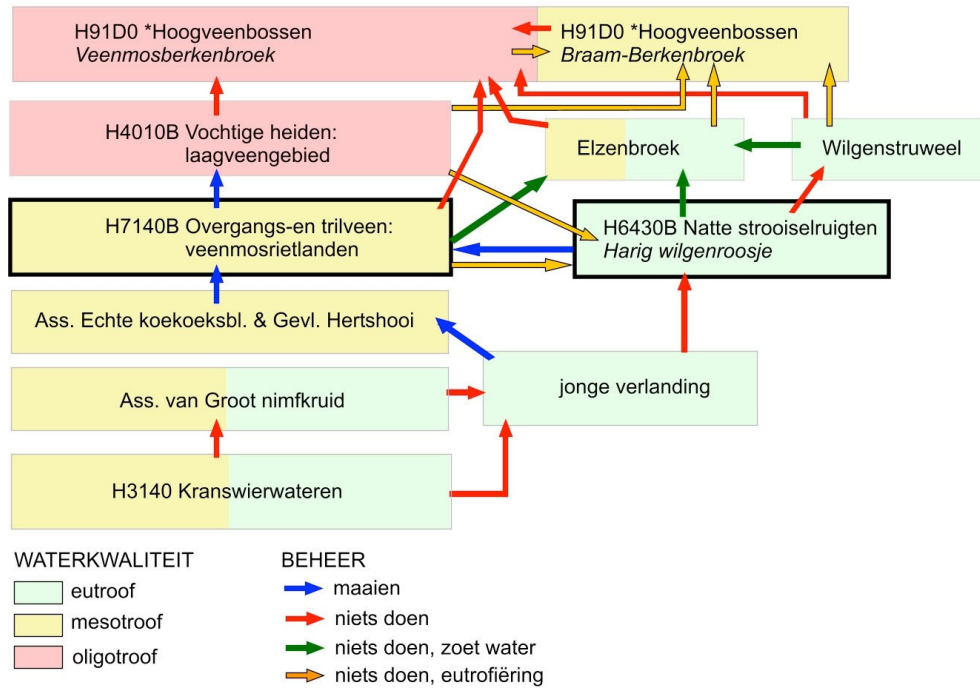 H91D0 *Hoogveenbossen
Veenmosberkenbroek
H91D0 *Hoogveenbossen
Braam-Berkenbroek
H4010B Vochtige heiden:
laagveengebied
Elzenbroek
Wilgenstruweel
H7140B Overgangs-en trilveen:
veenmosrietlanden
H6430B Natte strooiselruigten
Harig wilgenroosje
Ass. Echte koekoeksbl. & Gevl. Hertshooi
jonge verlanding
Ass. van Groot nimfkruid
H3140 Kranswierwateren
WATERKWALITEIT
eutroof
mesotroof
oligotroof
BEHEER
maaien
niets doen
niets doen, zoet water
niets doen, eutrofiëring